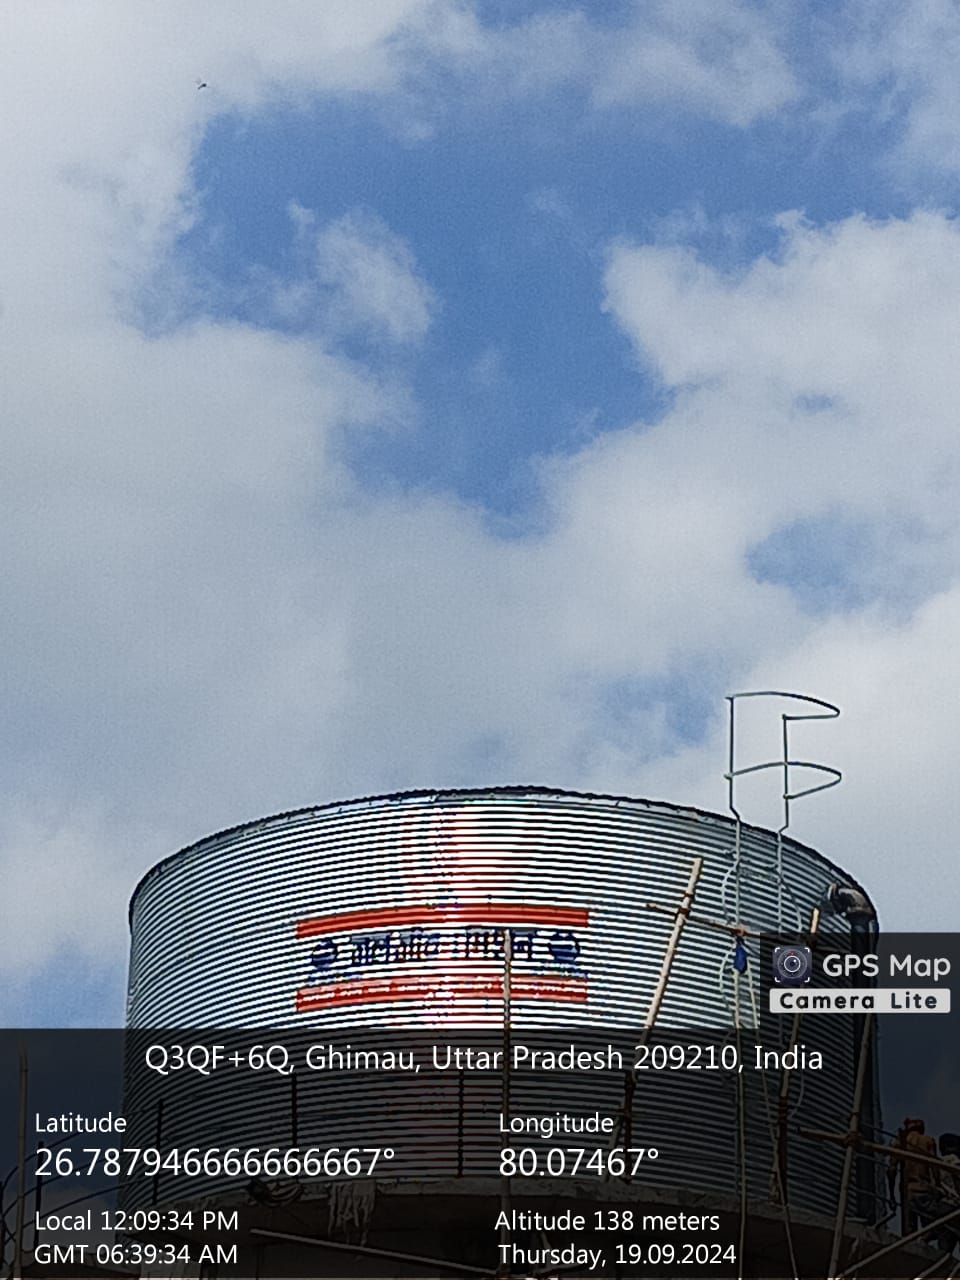 GPS Map
Camera Lite
Q3QF+6Q, Ghimau, Uttar Pradesh 209210, India
Latitude
Longitude
26.787946666666667°
80.07467°
Local 12:09:34 PM
Altitude 138 meters
GMT 06:39:34 AM
Thursday, 19.09.2024